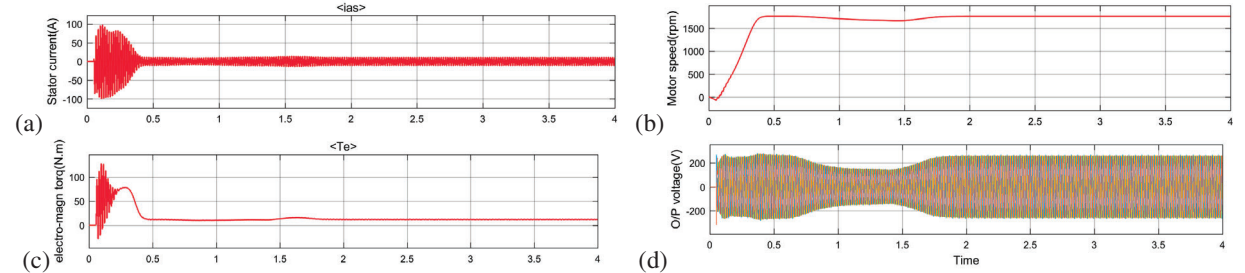 <ias>
Stator current(A)
100
50
0
-50
-100
0 0.5 1 1.5 2 2.5 3 3.5 4
(a)
Motor speed(rpm)
1500
1000
500
0
0 0.5 1 1.5 2 2.5 3 3.5 4
(b)
<Te>
electro-magn torq(N.m)
100
50
0
0 0.5 1 1.5 2 2.5 3 3.5 4
(c)
O/P voltage(V)
200
0
-200
0 0.5 1 1.5 2 2.5 3 3.5 4
Time
(d)